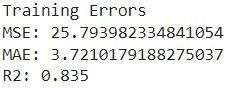 Training Errors
MSE: 25.793982334841054
MAE: 3.7210179188275037
R2: 0.835